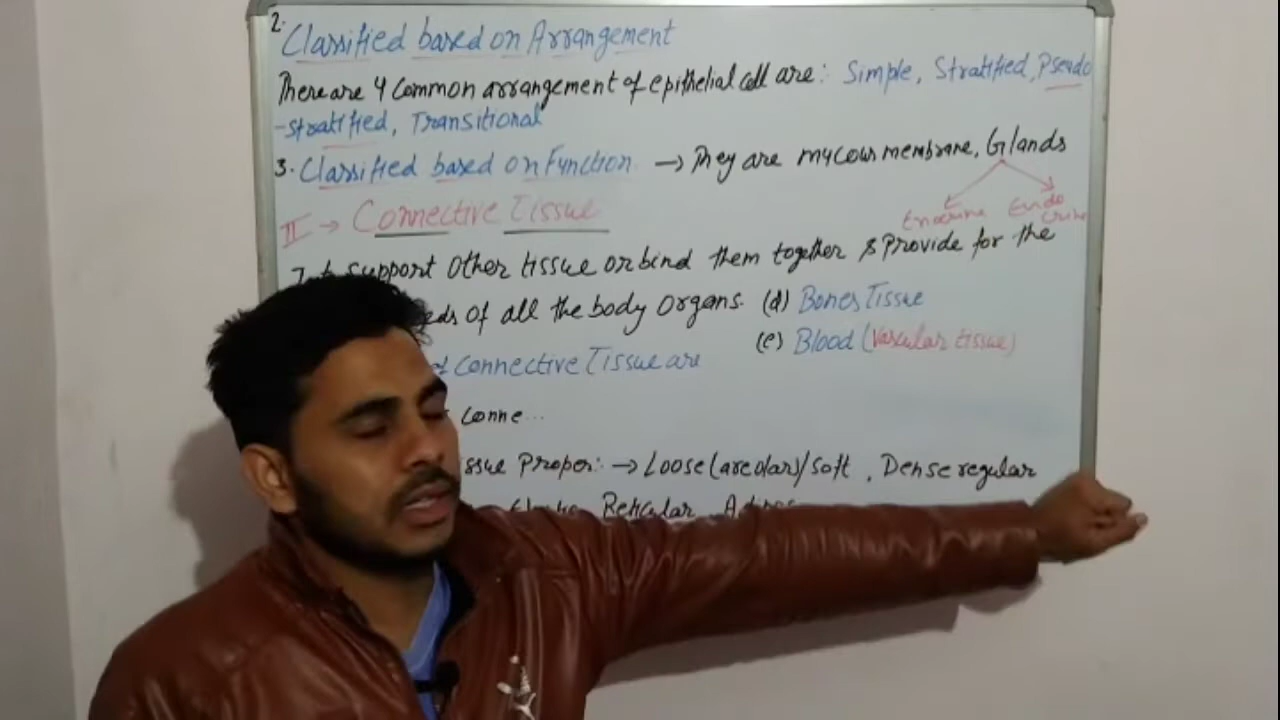 2. Classified based on Arrangement
There are 4 Common arrangement of epithelial cell are: Simple, Stratified, Pseudo
-stratified, Transitional
3. Classified based on Function → They are mucous membrane, Glands
II → Connective Tissue
Endo
crine
support other tissue or bind them together & Provide for the
of all the body organs. (d) Bones Tissue
(e) Blood (Vascular tissue)
Connective Tissue are
Conne...
Proper: → Loose (areolar)/soft, Dense regular
Reticular